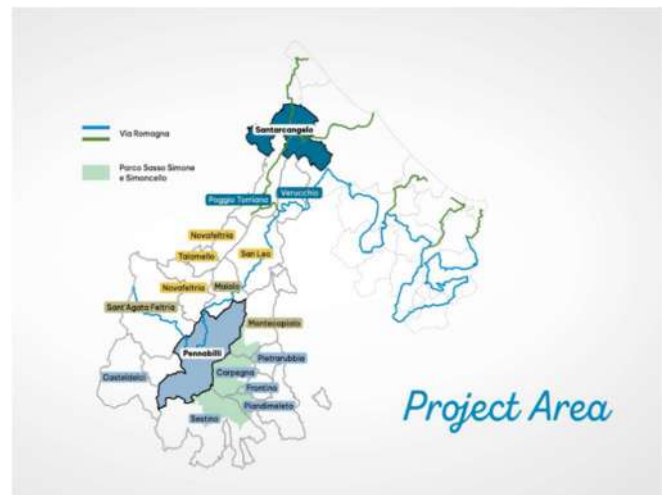 Via Romagna
Parco Sasso Simone
e Simoncello
Santarcangelo
Poggio Torriana
Verucchio
Novafeltria
Talamello
San Leo
Novafeltria
Maiolo
Sant'Agata Feltria
Montecopiolo
Pennabilli
Pietrarubbia
Casteldelci
Carpegna
Frontino
Piandimeleto
Sestino
Project Area